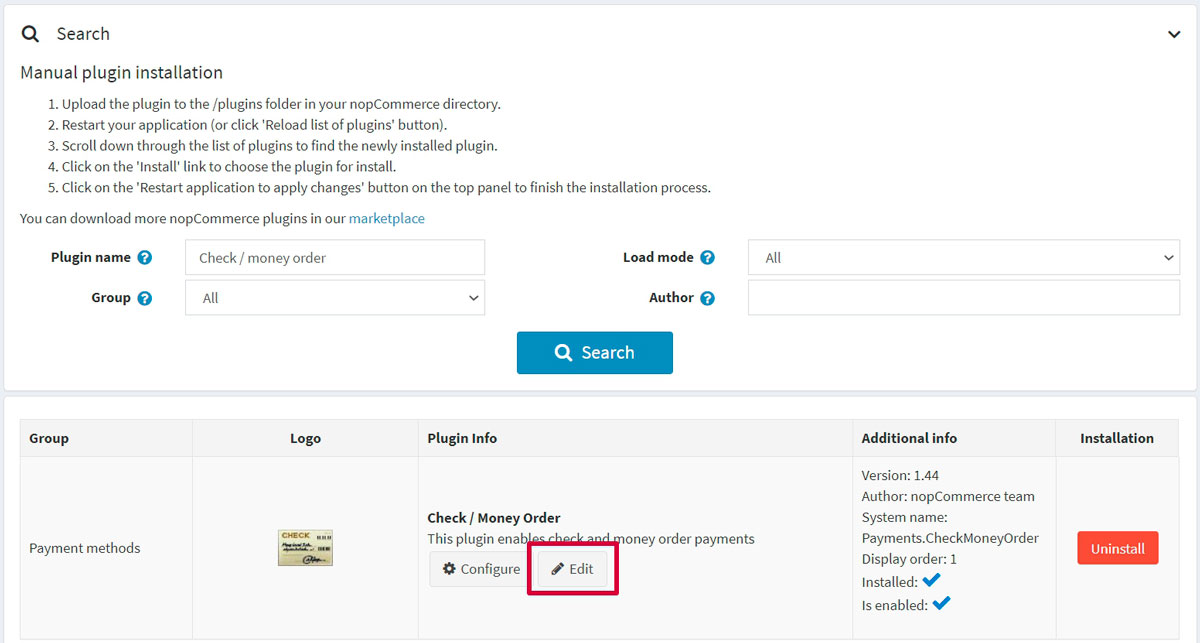 Search
Manual plugin installation
1. Upload the plugin to the /plugins folder in your nopCommerce directory.
2. Restart your application (or click 'Reload list of plugins' button).
3. Scroll down through the list of plugins to find the newly installed plugin.
4. Click on the 'Install' link to choose the plugin for install.
5. Click on the 'Restart application to apply changes' button on the top panel to finish the installation process.
You can download more nopCommerce plugins in our marketplace
Plugin name ? Check / money order Load mode ? All
Group ? All Author ?
Search
Group Logo Plugin Info Additional info Installation
Payment methods
CHECK
Check / Money Order
This plugin enables check and money order payments
Configure Edit
Version: 1.44
Author: nopCommerce team
System name:
Payments.CheckMoneyOrder
Display order: 1
Installed:
Is enabled:
Uninstall